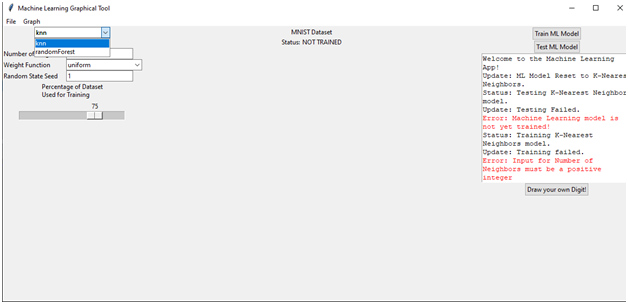 Machine Learning Graphical Tool
File Graph
knn
knn
randomForest
Number of
Weight Function uniform
Random State Seed 1
Percentage of Dataset
Used for Training
75
MNIST Dataset
Status: NOT TRAINED
Train ML Model
Test ML Model
Welcome to the Machine Learning
App!
Update: ML Model Reset to K-Neares
Neighbors.
Status: Testing K-Nearest Neighbor
model.
Update: Testing Failed.
Error: Machine Learning model is
not yet trained!
Status: Training K-Nearest
Neighbors model.
Update: Training failed.
Error: Input for Number of
Neighbors must be a positive
integer
Draw your own Digit!